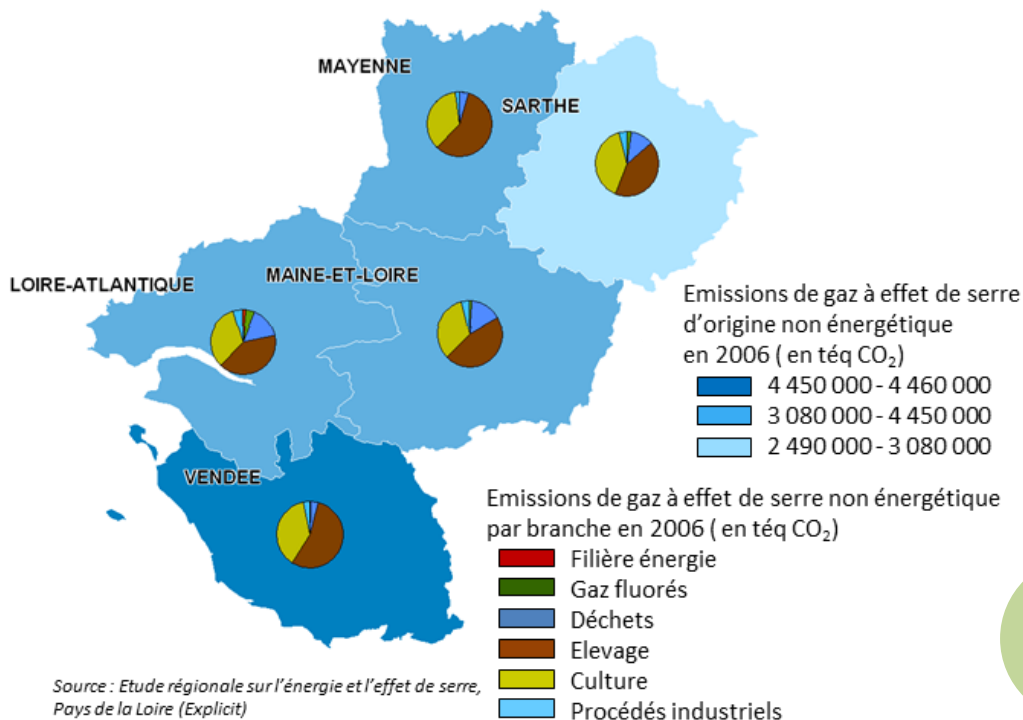 MAYENNE
SARTHE
MAINE-ET-LOIRE
LOIRE-ATLANTIQUE
VENDEE
Emissions de gaz à effet de serre
d'origine non énergétique
en 2006 ( en téq CO₂)
4 450 000 - 4 460 000
3 080 000 - 4 450 000
2 490 000 - 3 080 000
Emissions de gaz à effet de serre non énergétique
par branche en 2006 ( en téq CO₂)
Filière énergie
Gaz fluorés
Déchets
Elevage
Culture
Procédés industriels
Source : Etude régionale sur l'énergie et l'effet de serre,
Pays de la Loire (Explicit)